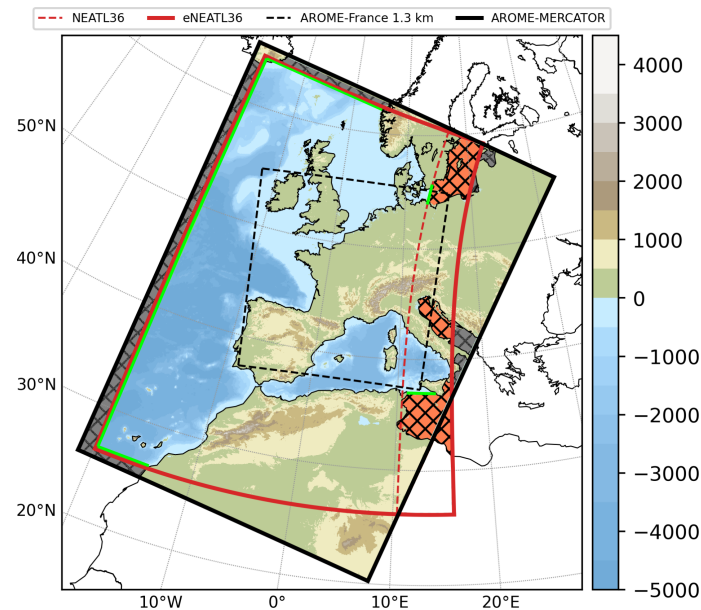 NEATL36 eNEATL36 AROME-France 1.3 km AROME-MERCATOR
50°N
40°N
30°N
20°N
10°W 0° 10°E 20°E
4000
3000
2000
1000
0
−1000
−2000
−3000
−4000
−5000